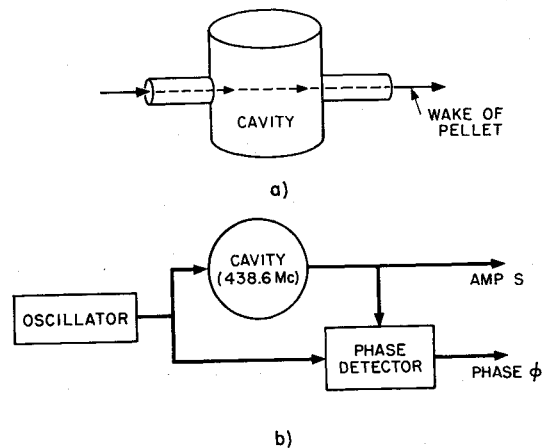 CAVITY
WAKE OF
PELLET
a)
CAVITY
(438.6 Mc)
AMP S
OSCILLATOR
PHASE
DETECTOR
PHASE ϕ
b)